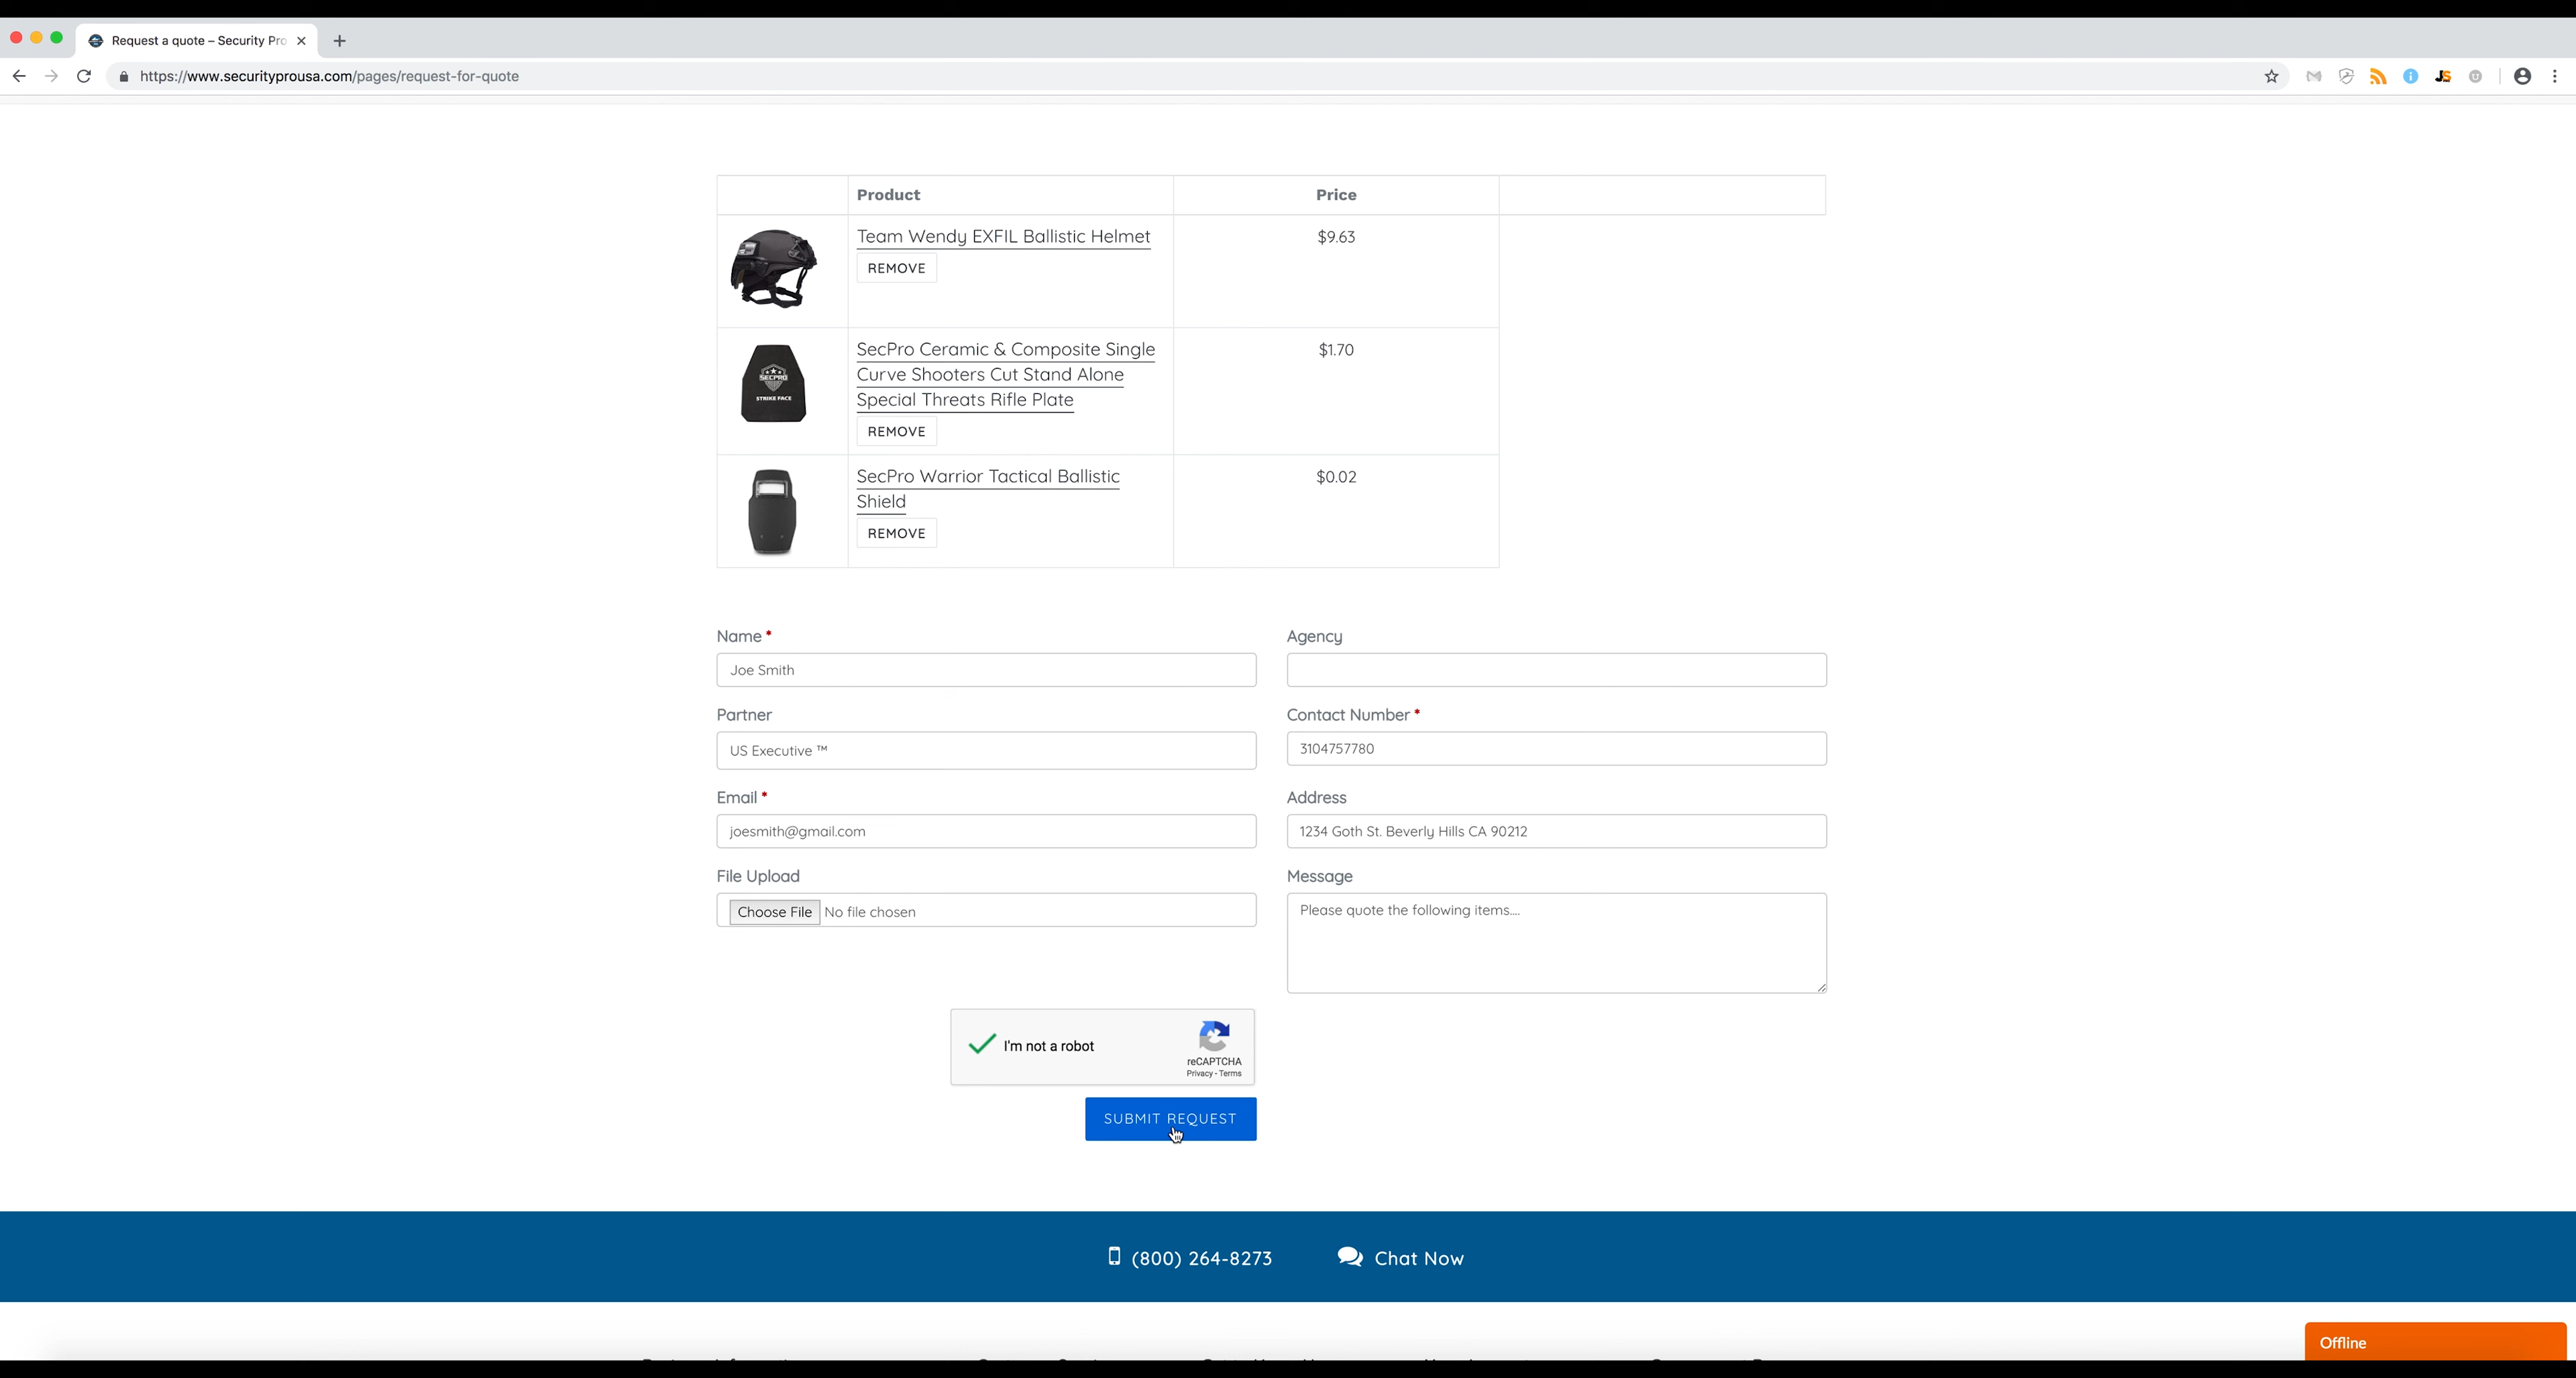 Request a quote – Security Pro
https://www.securityprousa.com/pages/request-for-quote
Product
Price
Team Wendy EXFIL Ballistic Helmet
$9.63
REMOVE
SECPRO
STRIKE FACE
SecPro Ceramic & Composite Single
Curve Shooters Cut Stand Alone
Special Threats Rifle Plate
$1.70
REMOVE
SecPro Warrior Tactical Ballistic
Shield
$0.02
REMOVE
Name *
Joe Smith
Agency
Partner
US Executive ™
Contact Number *
3104757780
Email *
joesmith@gmail.com
Address
1234 Goth St. Beverly Hills CA 90212
File Upload
Choose File No file chosen
Message
Please quote the following items....
I'm not a robot
reCAPTCHA
Privacy - Terms
SUBMIT REQUEST
(800) 264-8273
Chat Now
Offline